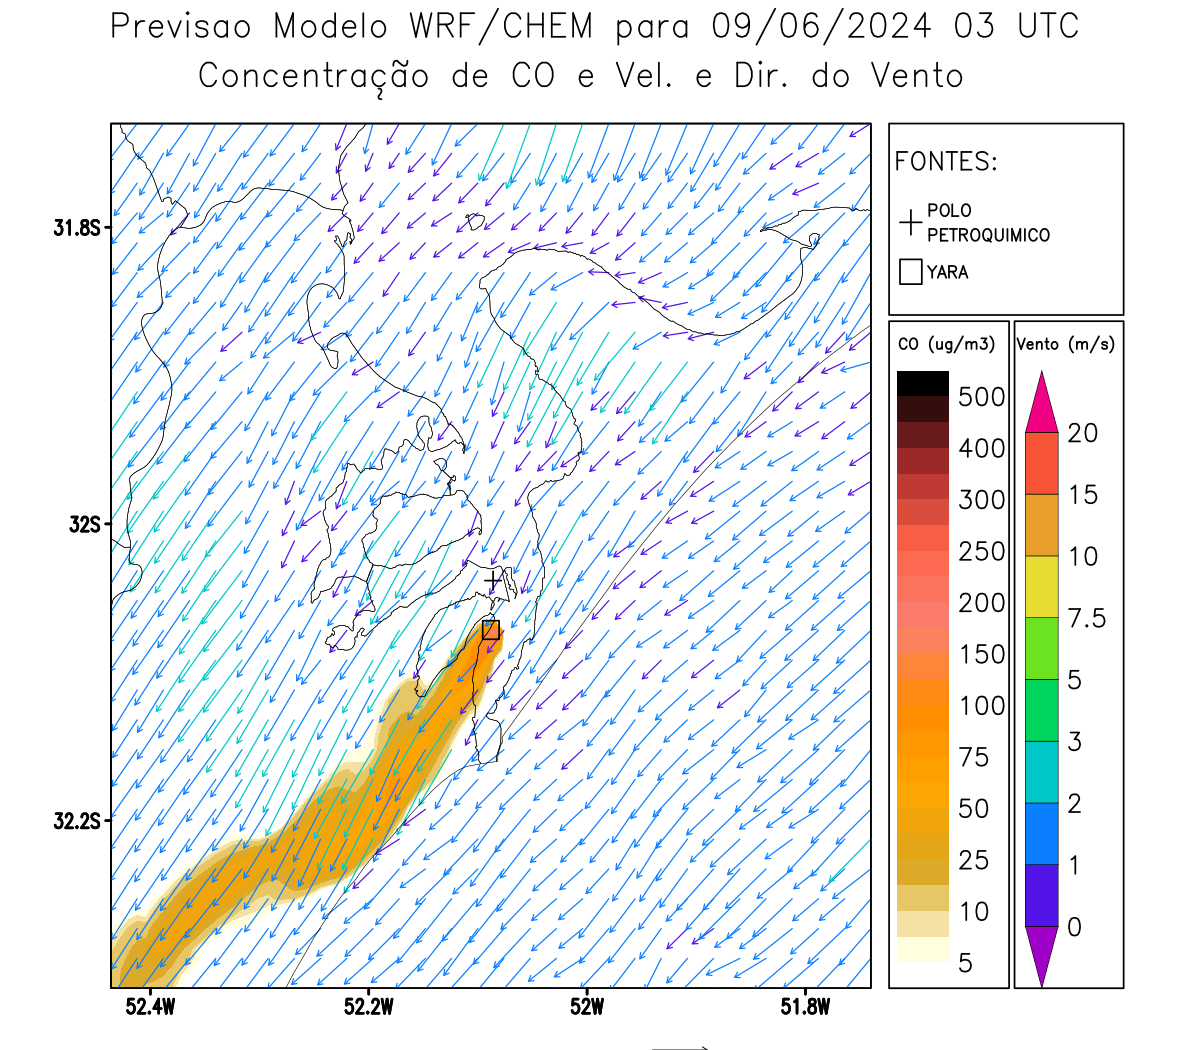 Previsao Modelo WRF/CHEM para 09/06/2024 03 UTC
Concentração de CO e Vel. e Dir. do Vento
FONTES:
POLO
PETROQUIMICO
YARA
31.8S
32S
32.2S
52.4W
52.2W
52W
51.8W
CO (ug/m3)
500
400
300
250
200
150
100
75
50
25
10
5
Vento (m/s)
20
15
10
7.5
5
3
2
1
0